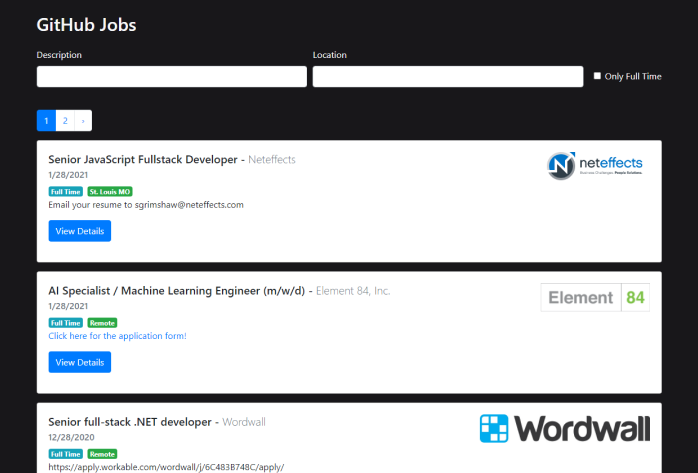 GitHub Jobs
Description
Location
Only Full Time
1 2 ›
Senior JavaScript Fullstack Developer - Neteffects
1/28/2021
Full Time St. Louis MO
Email your resume to sgrimshaw@neteffects.com
View Details
neteffects
Business Challenges. People Solutions.
AI Specialist / Machine Learning Engineer (m/w/d) - Element 84, Inc.
1/28/2021
Full Time Remote
Click here for the application form!
View Details
Element 84
Senior full-stack .NET developer - Wordwall
12/28/2020
Full Time Remote
https://apply.workable.com/wordwall/j/6C483B748C/apply/
Wordwall